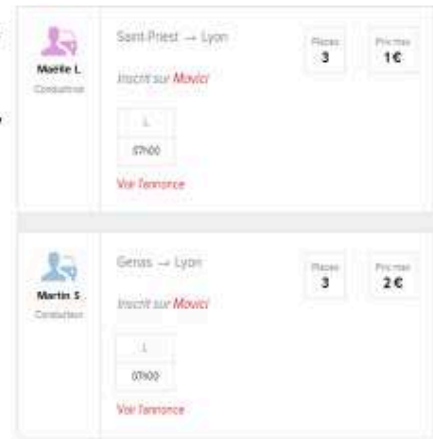 Saint-Priest → Lyon
Places
3
Prix max
1 €
Maëlle L
Conductrice
Inscrit sur Movici
L
07h00
Voir l'annonce
Genas → Lyon
Places
3
Prix max
2 €
Martin S
Conducteur
Inscrit sur Movici
L
07h00
Voir l'annonce